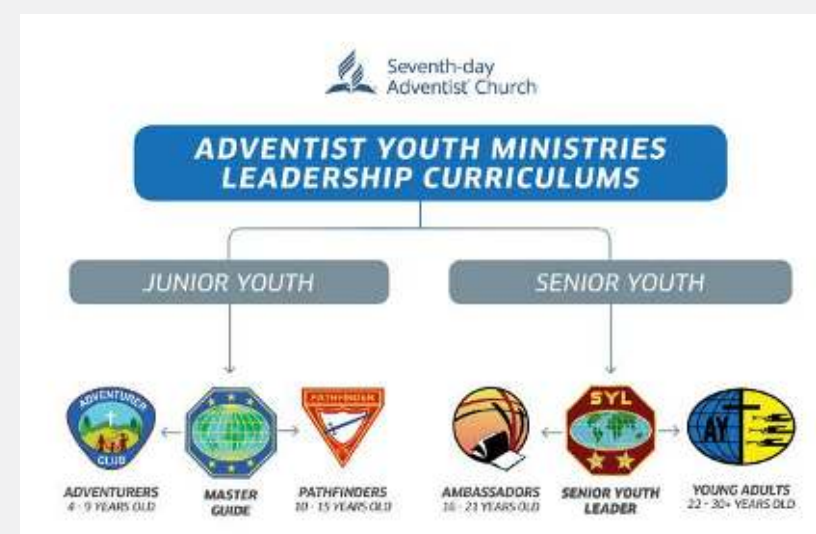 Seventh-day
Adventist® Church
ADVENTIST YOUTH MINISTRIES
LEADERSHIP CURRICULUMS
JUNIOR YOUTH
SENIOR YOUTH
ADVENTURER
CLUB
PATHFINDER
SYL
AY
ADVENTURERS
4 - 9 YEARS OLD
MASTER
GUIDE
PATHFINDERS
10 - 15 YEARS OLD
AMBASSADORS
16 - 21 YEARS OLD
SENIOR YOUTH
LEADER
YOUNG ADULTS
22 - 30+ YEARS OLD